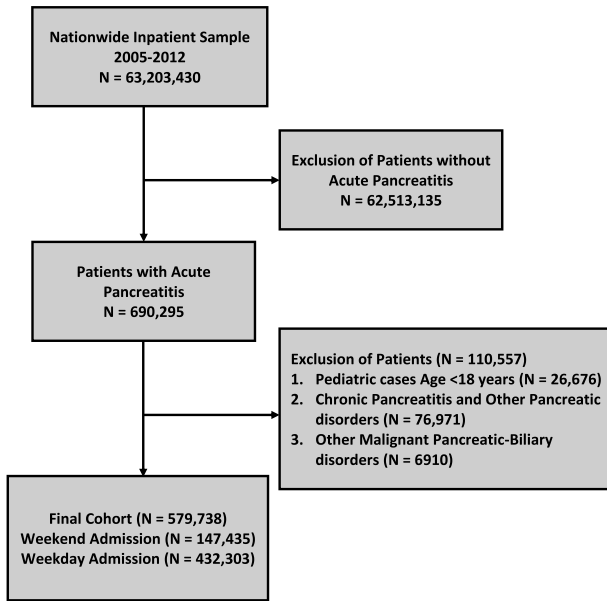 Nationwide Inpatient Sample
2005-2012
N = 63,203,430
Exclusion of Patients without
Acute Pancreatitis
N = 62,513,135
Patients with Acute
Pancreatitis
N = 690,295
Exclusion of Patients (N = 110,557)
1. Pediatric cases Age <18 years (N = 26,676)
2. Chronic Pancreatitis and Other Pancreatic
disorders (N = 76,971)
3. Other Malignant Pancreatic-Biliary
disorders (N = 6910)
Final Cohort (N = 579,738)
Weekend Admission (N = 147,435)
Weekday Admission (N = 432,303)